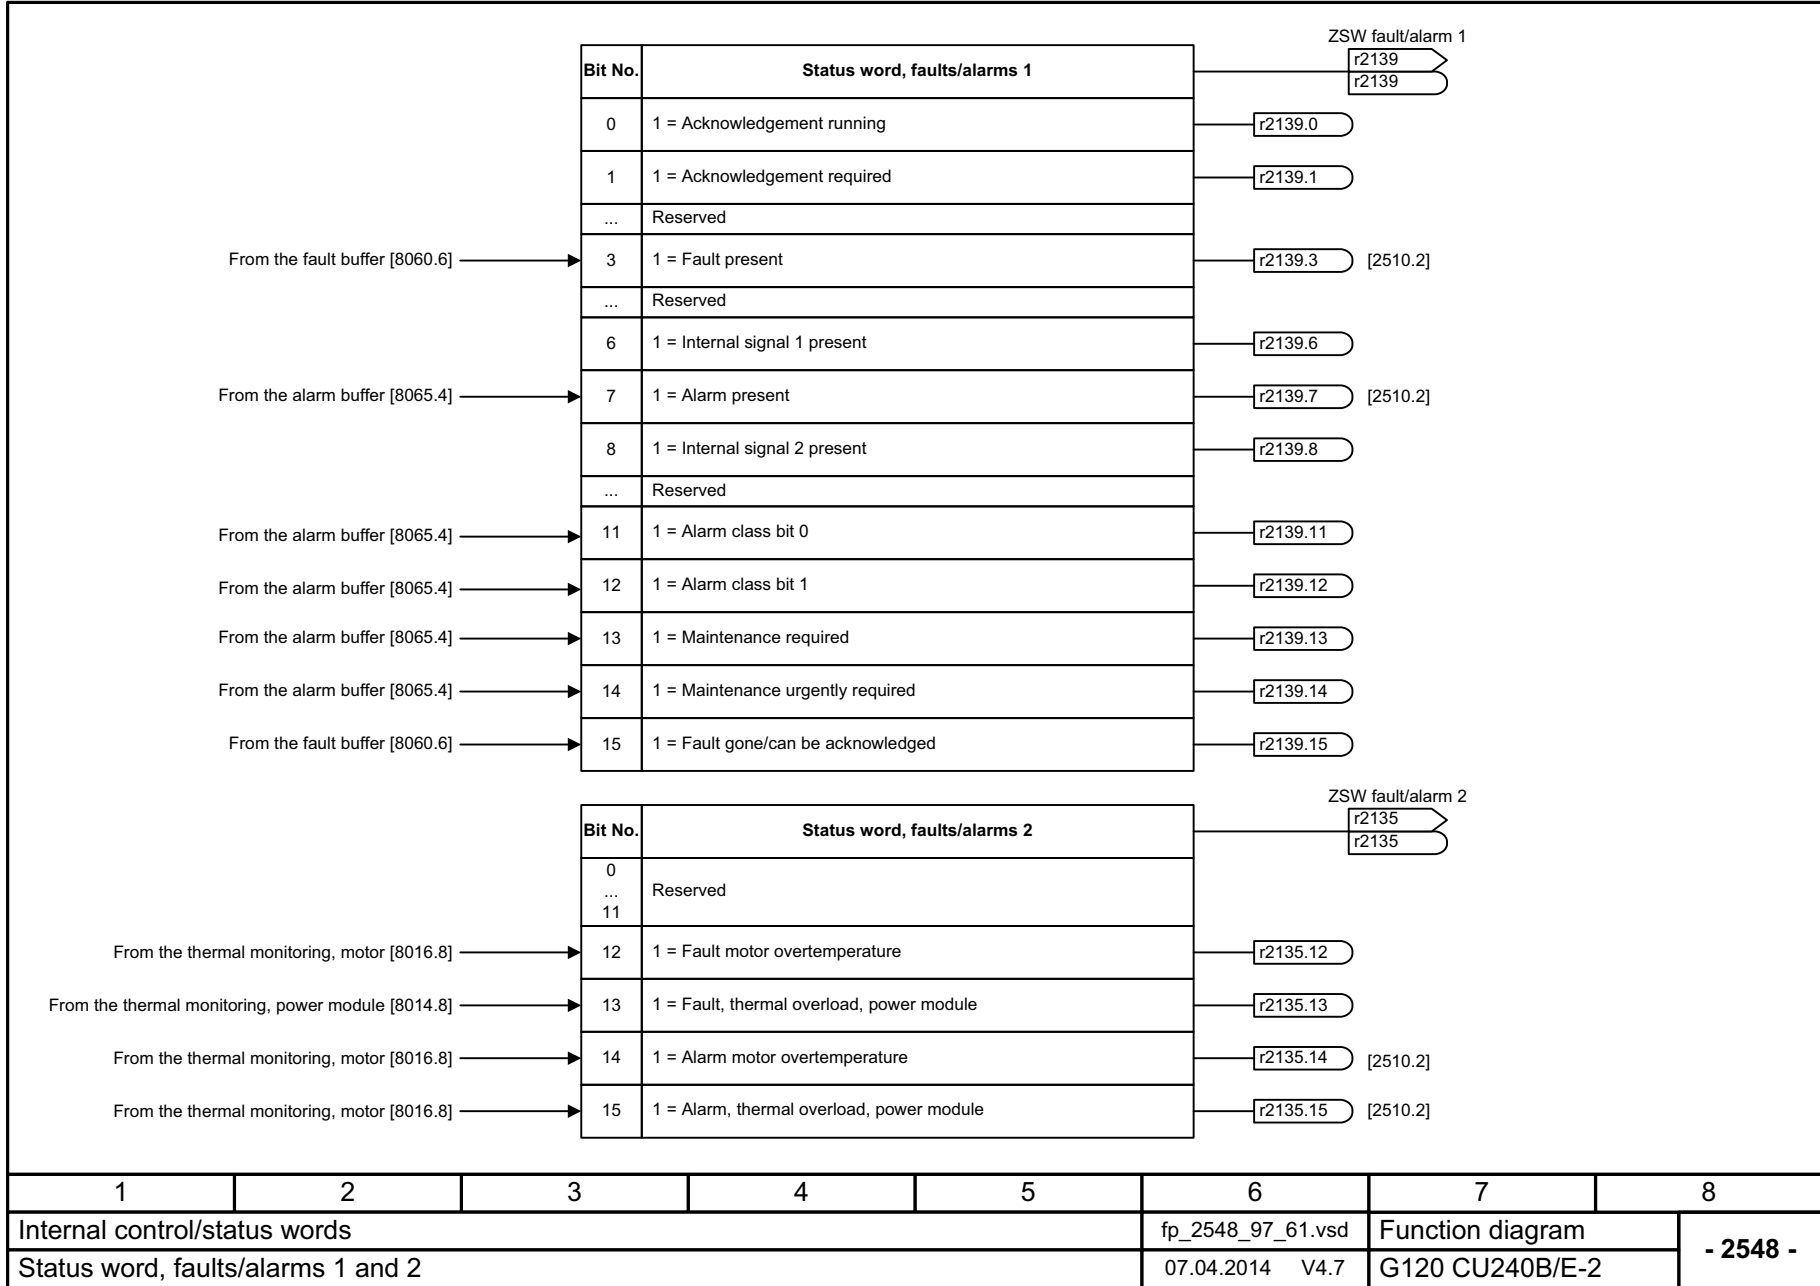 ZSW fault/alarm 1
Bit No. Status word, faults/alarms 1 r2139
r2139
0 1 = Acknowledgement running r2139.0
1 1 = Acknowledgement required r2139.1
... Reserved
From the fault buffer [8060.6] 3 1 = Fault present r2139.3 [2510.2]
... Reserved
6 1 = Internal signal 1 present r2139.6
From the alarm buffer [8065.4] 7 1 = Alarm present r2139.7 [2510.2]
8 1 = Internal signal 2 present r2139.8
... Reserved
From the alarm buffer [8065.4] 11 1 = Alarm class bit 0 r2139.11
From the alarm buffer [8065.4] 12 1 = Alarm class bit 1 r2139.12
From the alarm buffer [8065.4] 13 1 = Maintenance required r2139.13
From the alarm buffer [8065.4] 14 1 = Maintenance urgently required r2139.14
From the fault buffer [8060.6] 15 1 = Fault gone/can be acknowledged r2139.15
ZSW fault/alarm 2
Bit No. Status word, faults/alarms 2 r2135
r2135
0
... Reserved
11
From the thermal monitoring, motor [8016.8] 12 1 = Fault motor overtemperature r2135.12
From the thermal monitoring, power module [8014.8] 13 1 = Fault, thermal overload, power module r2135.13
From the thermal monitoring, motor [8016.8] 14 1 = Alarm motor overtemperature r2135.14 [2510.2]
From the thermal monitoring, motor [8016.8] 15 1 = Alarm, thermal overload, power module r2135.15 [2510.2]
1 2 3 4 5 6 7 8
Internal control/status words fp_2548_97_61.vsd Function diagram - 2548 -
Status word, faults/alarms 1 and 2 07.04.2014 V4.7 G120 CU240B/E-2